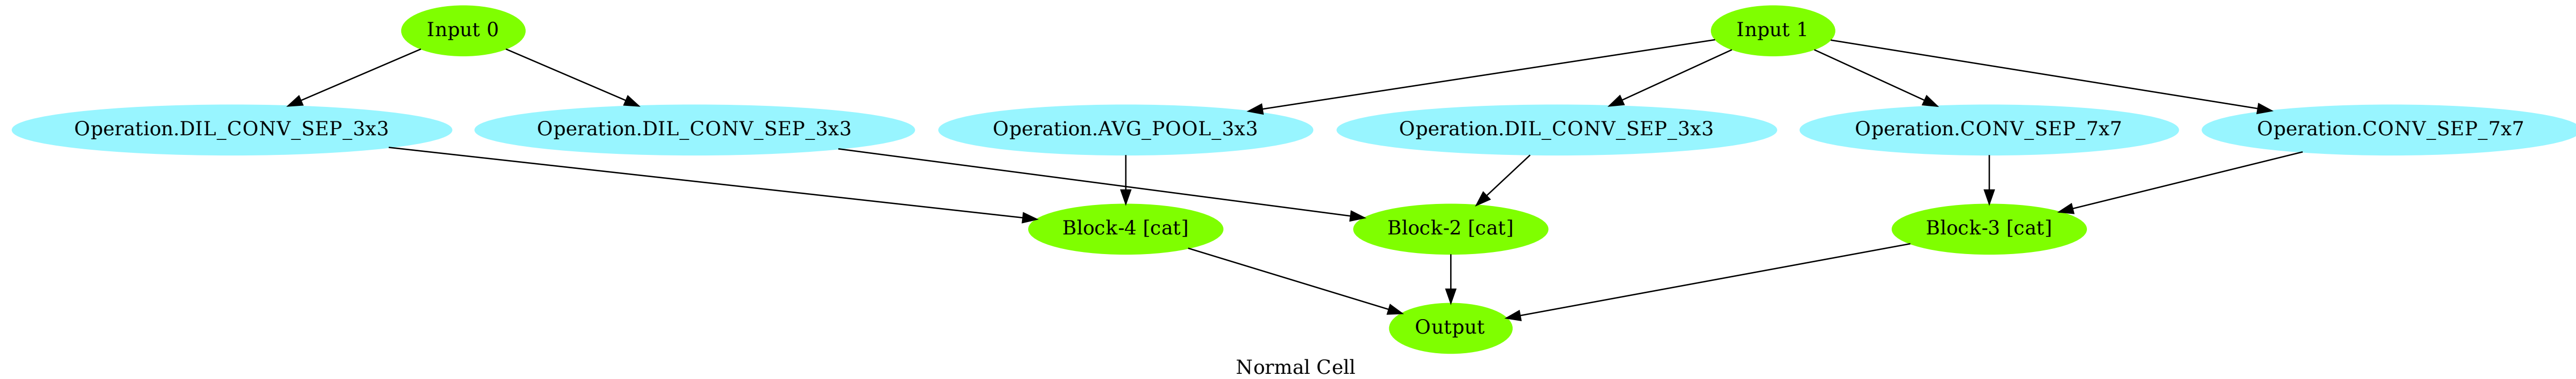 Input 0
Input 1
Operation.DIL_CONV_SEP_3x3
Operation.DIL_CONV_SEP_3x3
Operation.AVG_POOL_3x3
Operation.DIL_CONV_SEP_3x3
Operation.CONV_SEP_7x7
Operation.CONV_SEP_7x7
Block-4 [cat]
Block-2 [cat]
Block-3 [cat]
Output
Normal Cell